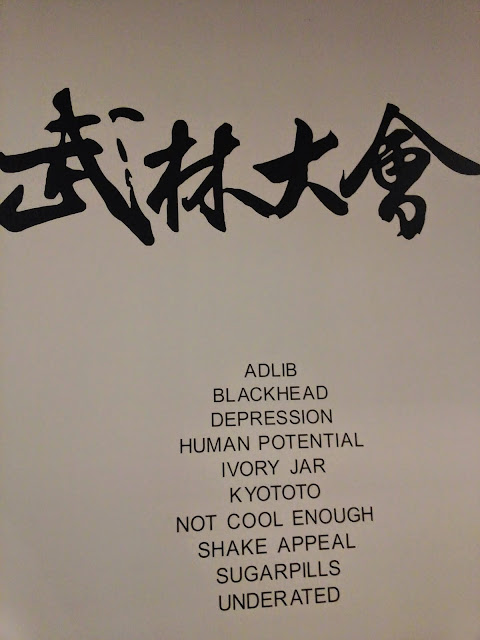 武林大會
ADLIB
BLACKHEAD
DEPRESSION
HUMAN POTENTIAL
IVORY JAR
KYOTOTO
NOT COOL ENOUGH
SHAKE APPEAL
SUGARPILLS
UNDERATED